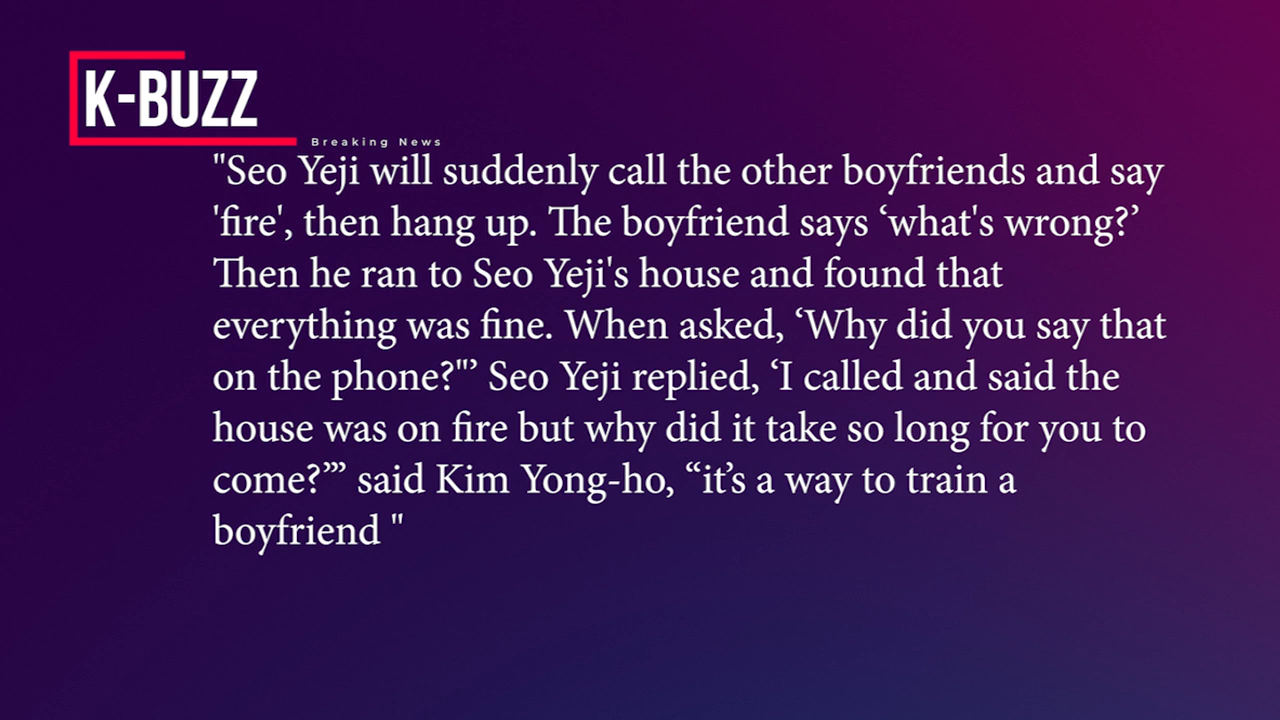 K-BUZZ
Breaking News
"Seo Yeji will suddenly call the other boyfriends and say
'fire', then hang up. The boyfriend says ‘what's wrong?’
Then he ran to Seo Yeji's house and found that
everything was fine. When asked, ‘Why did you say that
on the phone?"’ Seo Yeji replied, ‘I called and said the
house was on fire but why did it take so long for you to
come?’” said Kim Yong-ho, “it’s a way to train a
boyfriend "